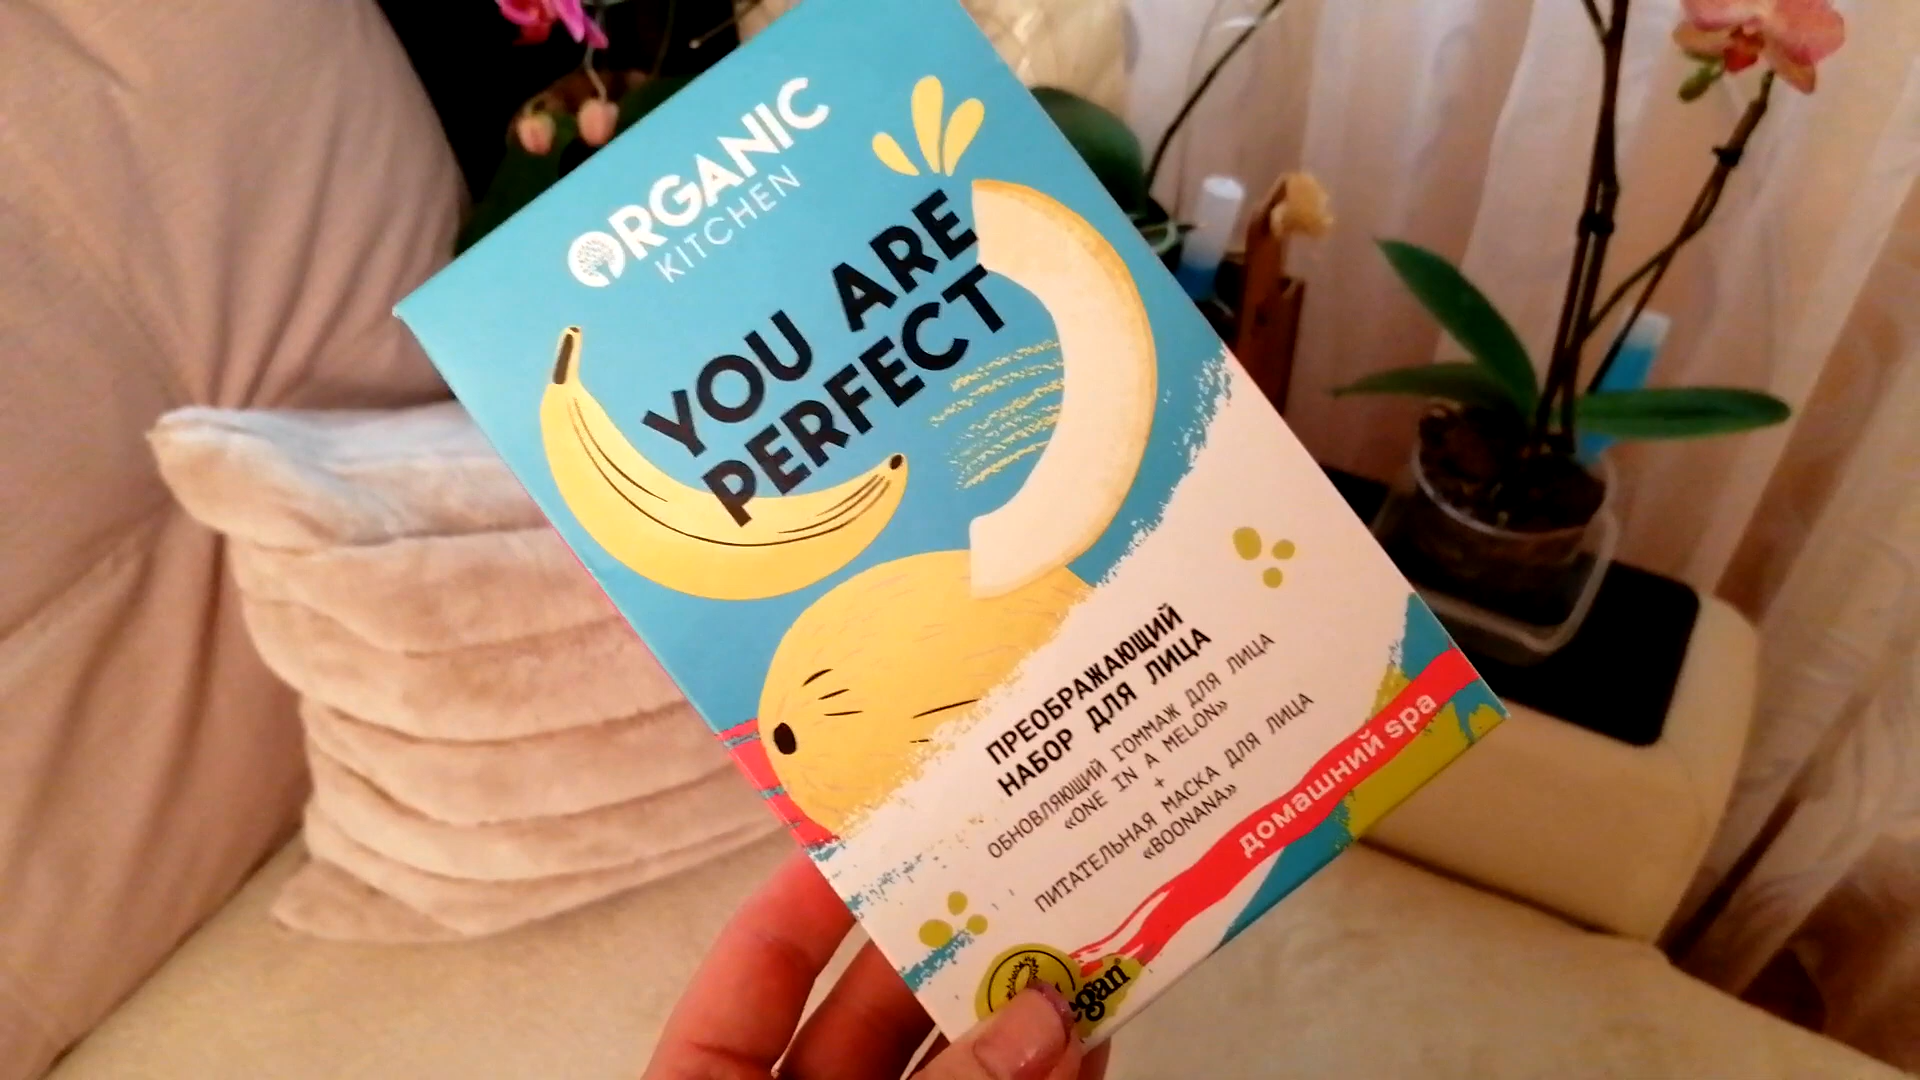 ORGANIC
KITCHEN
YOU ARE
PERFECT
ПРЕОБРАЖАЮЩИЙ
НАБОР ДЛЯ ЛИЦА
ОБНОВЛЯЮЩИЙ ГОММАЖ ДЛЯ ЛИЦА
«ONE IN A MELON»
+
ПИТАТЕЛЬНАЯ МАСКА ДЛЯ ЛИЦА
«BOONANA»
домашний spa